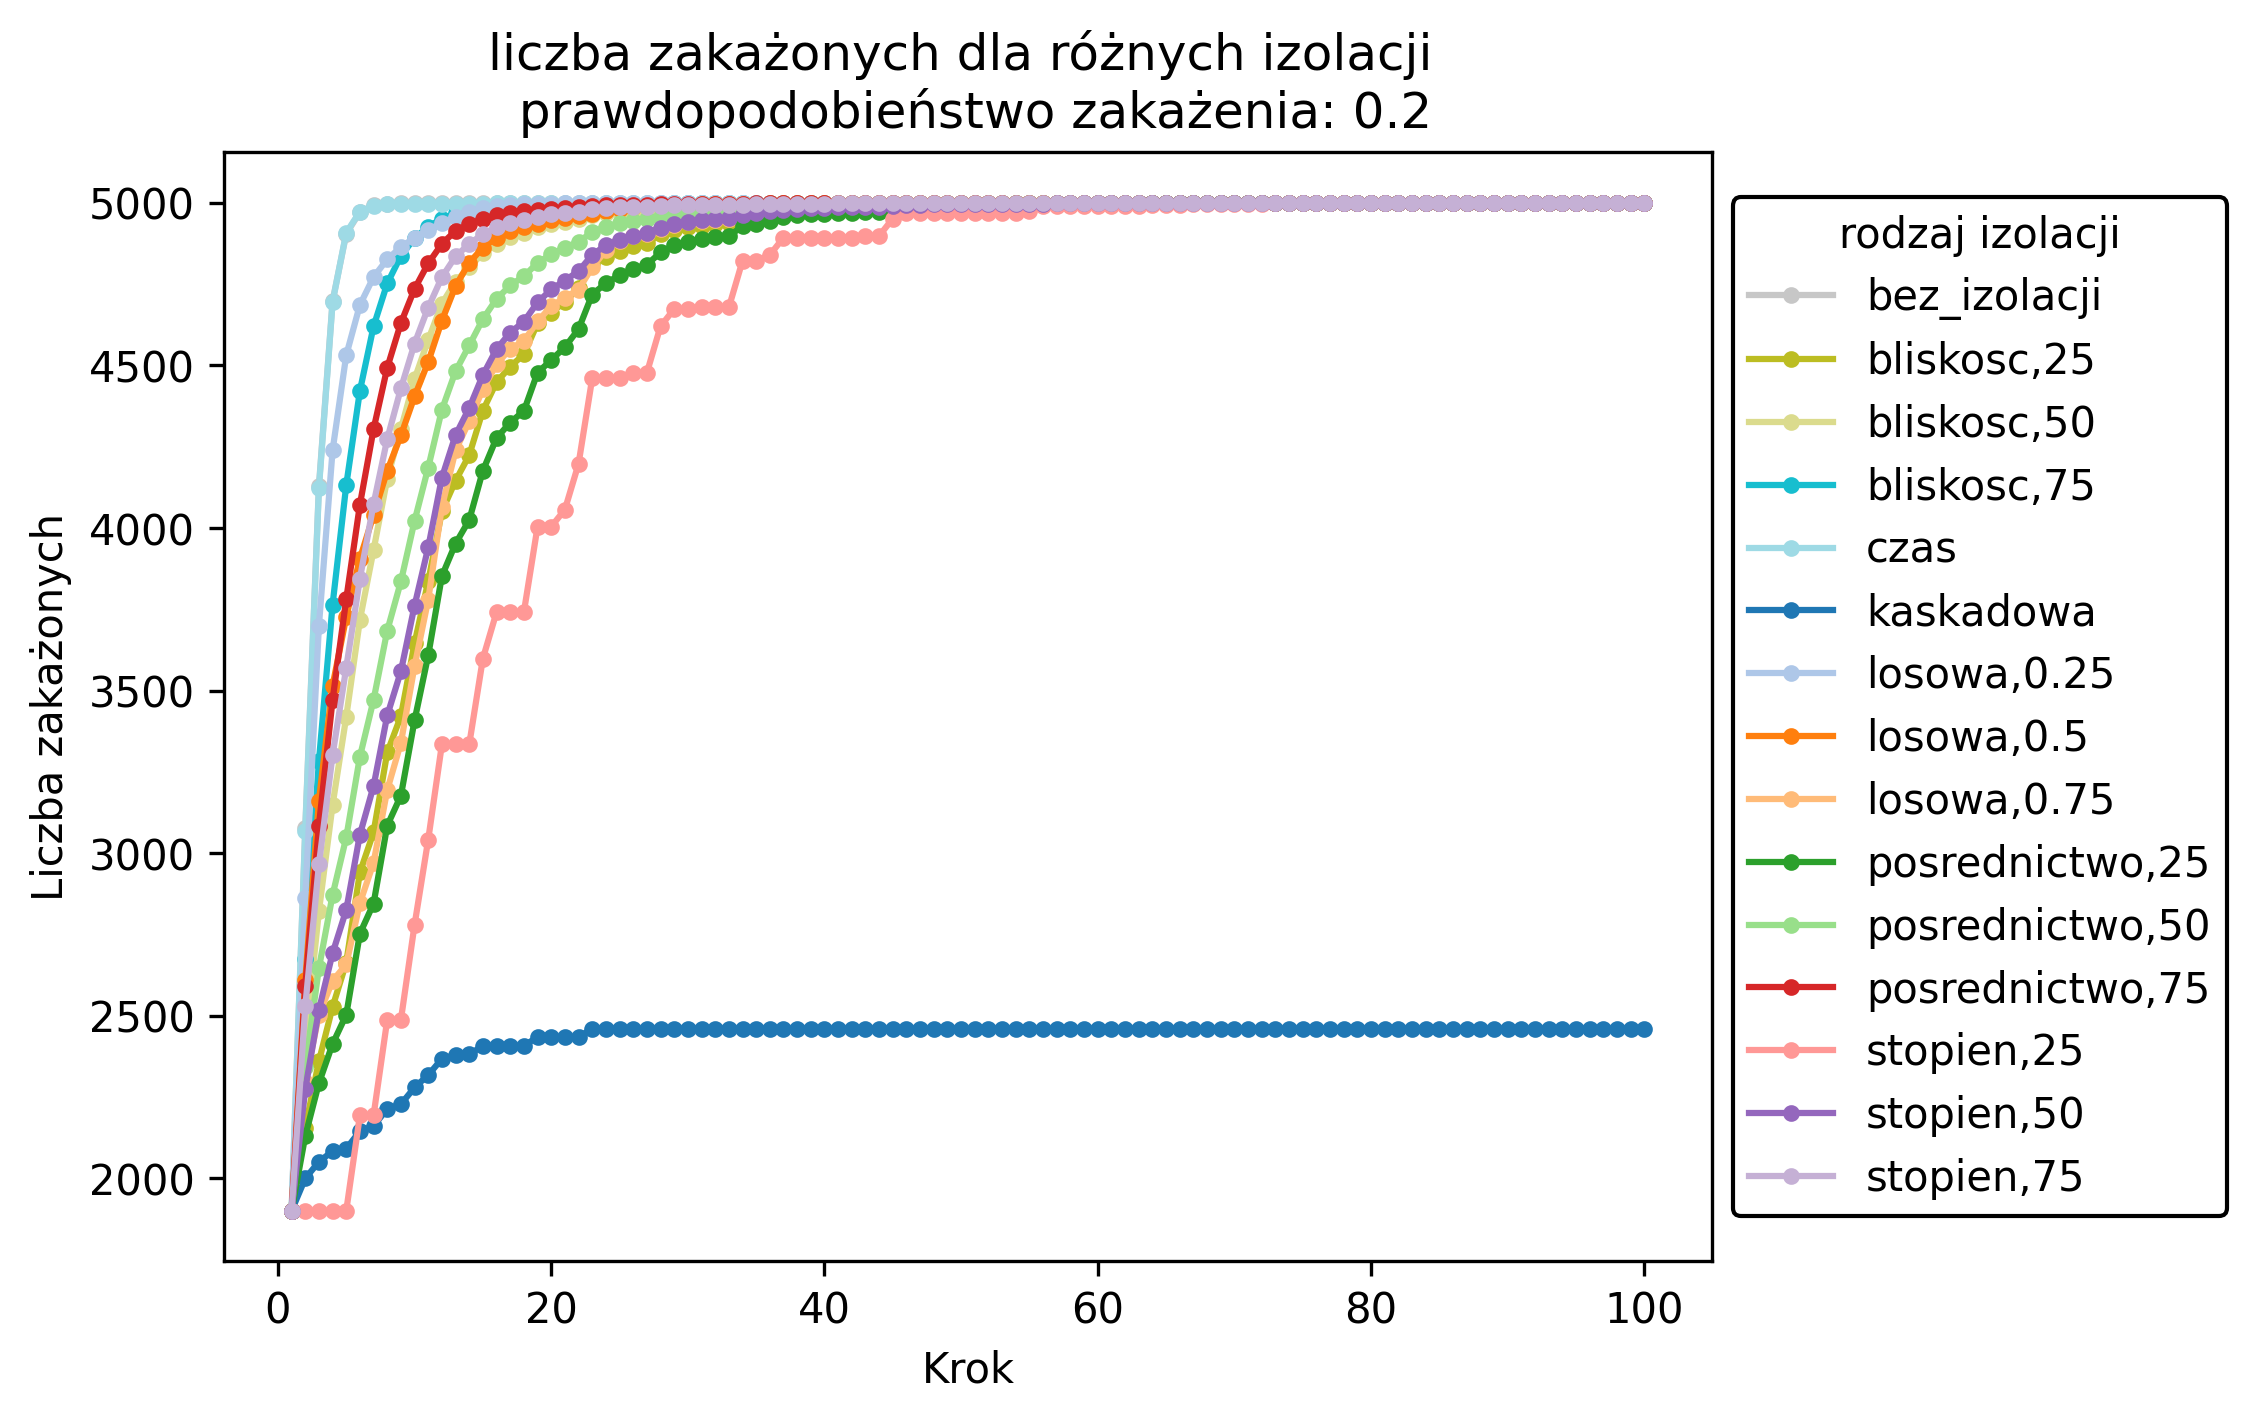 liczba zakażonych dla różnych izolacji
prawdopodobieństwo zakażenia: 0.2
Liczba zakażonych
5000
4500
4000
3500
3000
2500
2000
0
20
40
60
80
100
Krok
rodzaj izolacji
bez_izolacji
bliskosc,25
bliskosc,50
bliskosc,75
czas
kaskadowa
losowa,0.25
losowa,0.5
losowa,0.75
posrednictwo,25
posrednictwo,50
posrednictwo,75
stopien,25
stopien,50
stopien,75